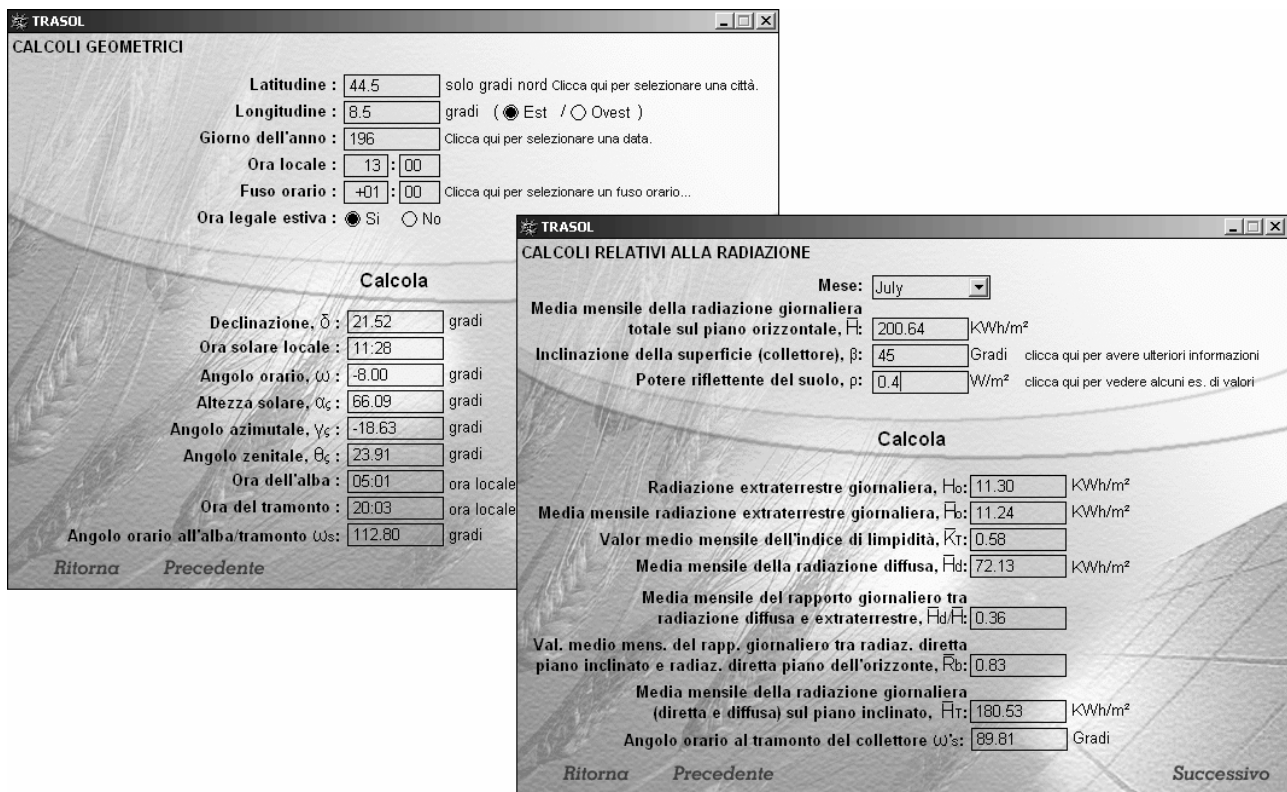 TRASOL
CALCOLI GEOMETRICI
Latitudine : 44.5 solo gradi nord Clicca qui per selezionare una città.
Longitudine : 8.5 gradi ( Est / Ovest )
Giorno dell'anno : 196 Clicca qui per selezionare una data.
Ora locale : 13 : 00
Fuso orario : +01 : 00 Clicca qui per selezionare un fuso orario...
Ora legale estiva : Si No
Calcola
Declinazione, δ : 21.52 gradi
Ora solare locale : 11:28
Angolo orario, ω : -8.00 gradi
Altezza solare, ας : 66.09 gradi
Angolo azimutale, γς : -18.63 gradi
Angolo zenitale, θς : 23.91 gradi
Ora dell'alba : 05:01 ora locale
Ora del tramonto : 20:03 ora locale
Angolo orario all'alba/tramonto ωs: 112.80 gradi
Ritorna Precedente
TRASOL
CALCOLI RELATIVI ALLA RADIAZIONE
Mese: July
Media mensile della radiazione giornaliera
totale sul piano orizzontale, H̅: 200.64 KWh/m²
Inclinazione della superficie (collettore), β: 45 Gradi clicca qui per avere ulteriori informazioni
Potere riflettente del suolo, ρ: 0.4 W/m² clicca qui per vedere alcuni es. di valori
Calcola
Radiazione extraterrestre giornaliera, Ho: 11.30 KWh/m²
Media mensile radiazione extraterrestre giornaliera, H̅o: 11.24 KWh/m²
Valor medio mensile dell'indice di limpidità, K̅T: 0.58
Media mensile della radiazione diffusa, H̅d: 72.13 KWh/m²
Media mensile del rapporto giornaliero tra
radiazione diffusa e extraterrestre, H̅d/H̅: 0.36
Val. medio mens. del rapp. giornaliero tra radiaz. diretta
piano inclinato e radiaz. diretta piano dell'orizzonte, R̅b: 0.83
Media mensile della radiazione giornaliera
(diretta e diffusa) sul piano inclinato, H̅T: 180.53 KWh/m²
Angolo orario al tramonto del collettore ω's: 89.81 Gradi
Ritorna Precedente Successivo